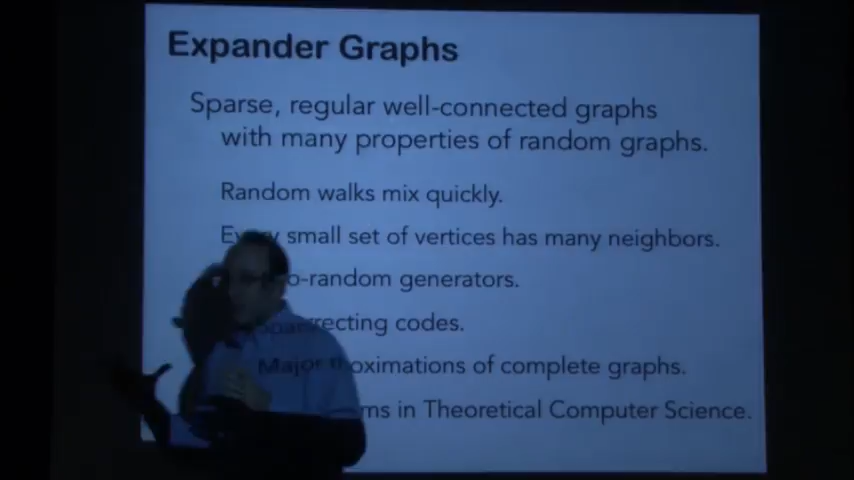 Expander Graphs
Sparse, regular well-connected graphs
with many properties of random graphs.
Random walks mix quickly.
Every small set of vertices has many neighbors.
o-random generators.
recting codes.
oximations of complete graphs.
Major th
ms in Theoretical Computer Science.